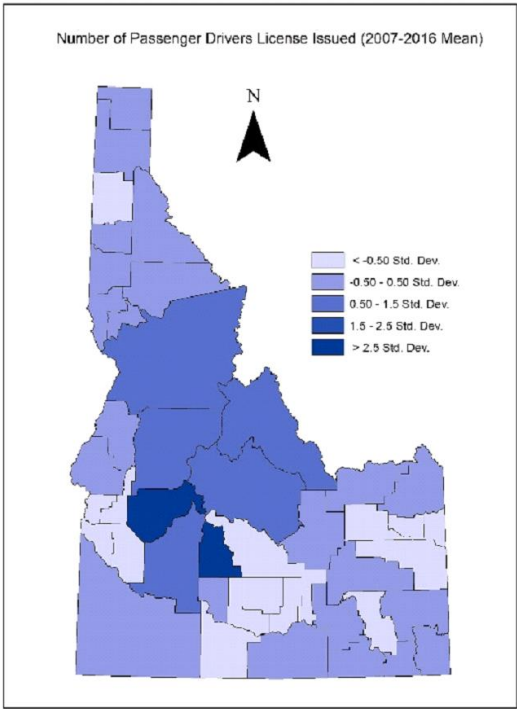 Number of Passenger Drivers License Issued (2007-2016 Mean)
N
< -0.50 Std. Dev.
-0.50 - 0.50 Std. Dev.
0.50 - 1.5 Std. Dev.
1.5 - 2.5 Std. Dev.
> 2.5 Std. Dev.